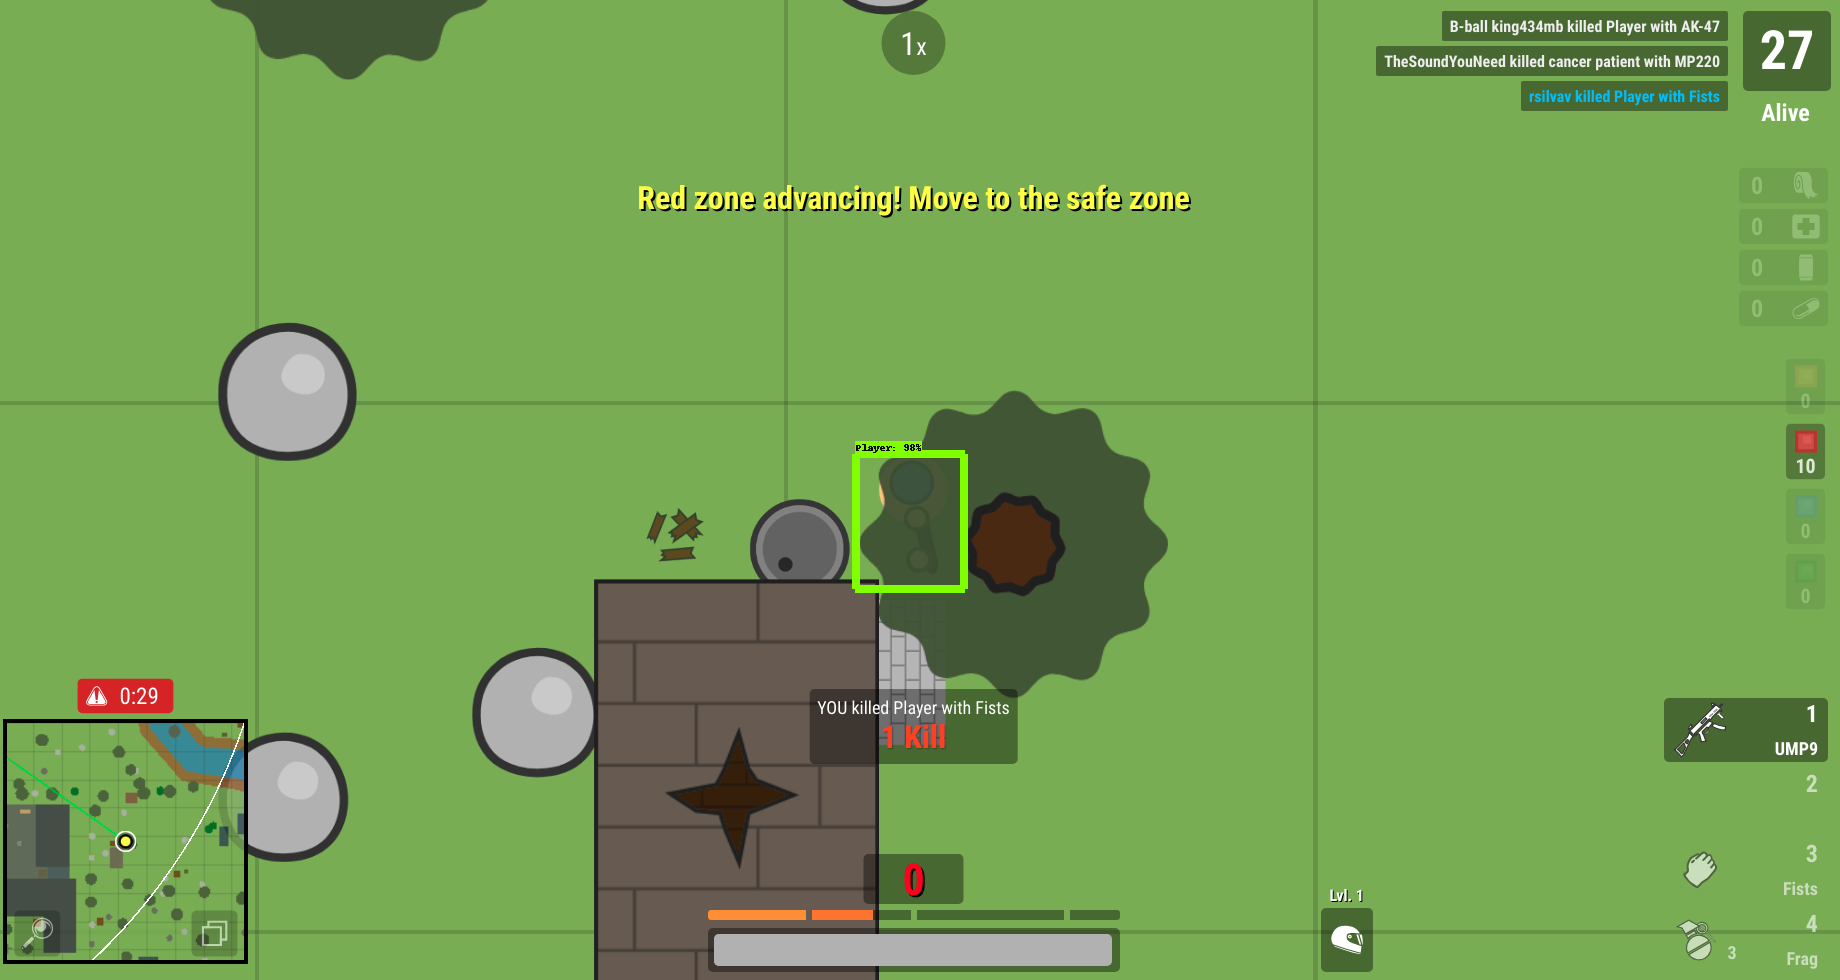 1x
B-ball king434mb killed Player with AK-47
TheSoundYouNeed killed cancer patient with MP220
rsilvav killed Player with Fists
27
Alive
0
0
0
0
Red zone advancing! Move to the safe zone
0
10
0
0
Player: 98%
0:29
YOU killed Player with Fists
1 Kill
1
UMP9
2
3
Fists
4
3
Frag
0
Lvl. 1